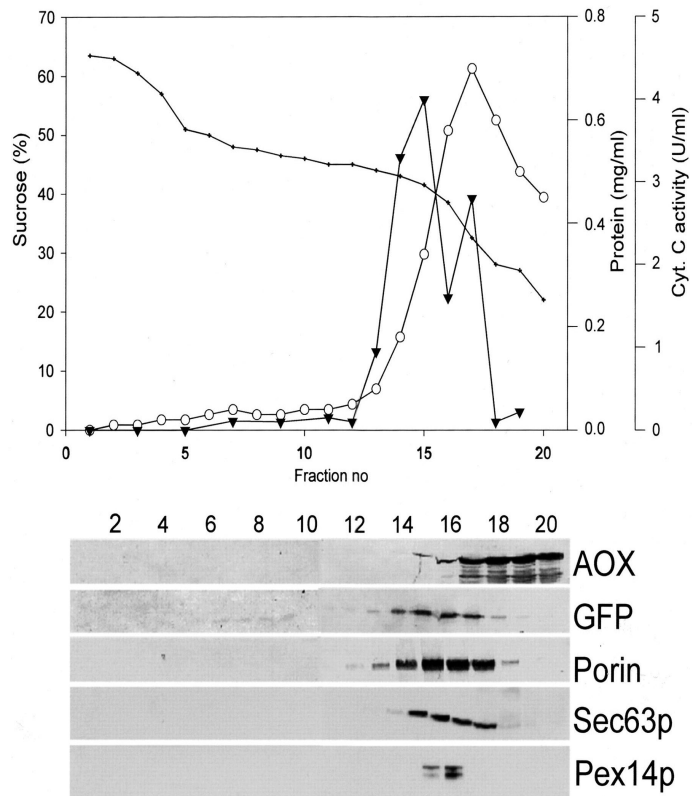 70
60
50
40
30
20
10
0
Sucrose (%)
0.8
0.6
0.4
0.2
0.0
Protein (mg/ml)
5
4
3
2
1
0
Cyt. C activity (U/ml)
0 5 10 15 20
Fraction no
2 4 6 8 10 12 14 16 18 20
AOX
GFP
Porin
Sec63p
Pex14p